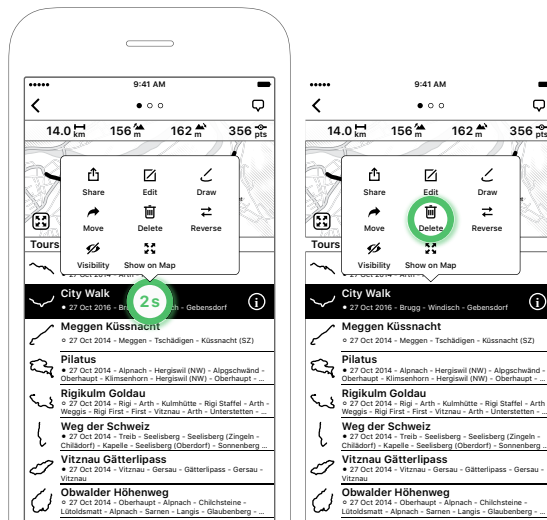 9:41 AM
14.0 km 156 m 162 m 356 pts
Share Edit Draw
Move Delete Reverse
Visibility Show on Map
Tours
City Walk
27 Oct 2016 - Brugg - Windisch - Gebensdorf
2s
Meggen Küssnacht
27 Oct 2014 - Meggen - Tschädigen - Küssnacht (SZ)
Pilatus
27 Oct 2014 - Alpnach - Hergiswil (NW) - Alpgschwänd -
Oberhaupt - Klimsenhorn - Hergiswil (NW) - Oberhaupt - ...
Rigikulm Goldau
27 Oct 2014 - Rigi - Arth - Kulmhütte - Rigi Staffel - Arth -
Weggis - Rigi First - First - Vitznau - Arth - Unterstetten - ...
Weg der Schweiz
27 Oct 2014 - Treib - Seelisberg - Seelisberg (Zingeln -
Chilädorf) - Kapelle - Seelisberg (Oberdorf) - Sonnenberg ...
Vitznau Gätterlipass
27 Oct 2014 - Vitznau - Gersau - Gätterlipass - Gersau -
Vitznau
Obwalder Höhenweg
27 Oct 2014 - Oberhaupt - Alpnach - Chilchsteine -
Lütoldsmatt - Alpnach - Sarnen - Langis - Glaubenberg - ...
9:41 AM
14.0 km 156 m 162 m 356 pts
Share Edit Draw
Move Delete Reverse
Visibility Show on Map
Tours
City Walk
27 Oct 2016 - Brugg - Windisch - Gebensdorf
Meggen Küssnacht
27 Oct 2014 - Meggen - Tschädigen - Küssnacht (SZ)
Pilatus
27 Oct 2014 - Alpnach - Hergiswil (NW) - Alpgschwänd -
Oberhaupt - Klimsenhorn - Hergiswil (NW) - Oberhaupt - ...
Rigikulm Goldau
27 Oct 2014 - Rigi - Arth - Kulmhütte - Rigi Staffel - Arth
Weggis - Rigi First - First - Vitznau - Arth - Unterstetten - ...
Weg der Schweiz
27 Oct 2014 - Treib - Seelisberg - Seelisberg (Zingeln -
Chilädorf) - Kapelle - Seelisberg (Oberdorf) - Sonnenberg ...
Vitznau Gätterlipass
27 Oct 2014 - Vitznau - Gersau - Gätterlipass - Gersau -
Vitznau
Obwalder Höhenweg
27 Oct 2014 - Oberhaupt - Alpnach - Chilchsteine -
Lütoldsmatt - Alpnach - Sarnen - Langis - Glaubenberg - ...